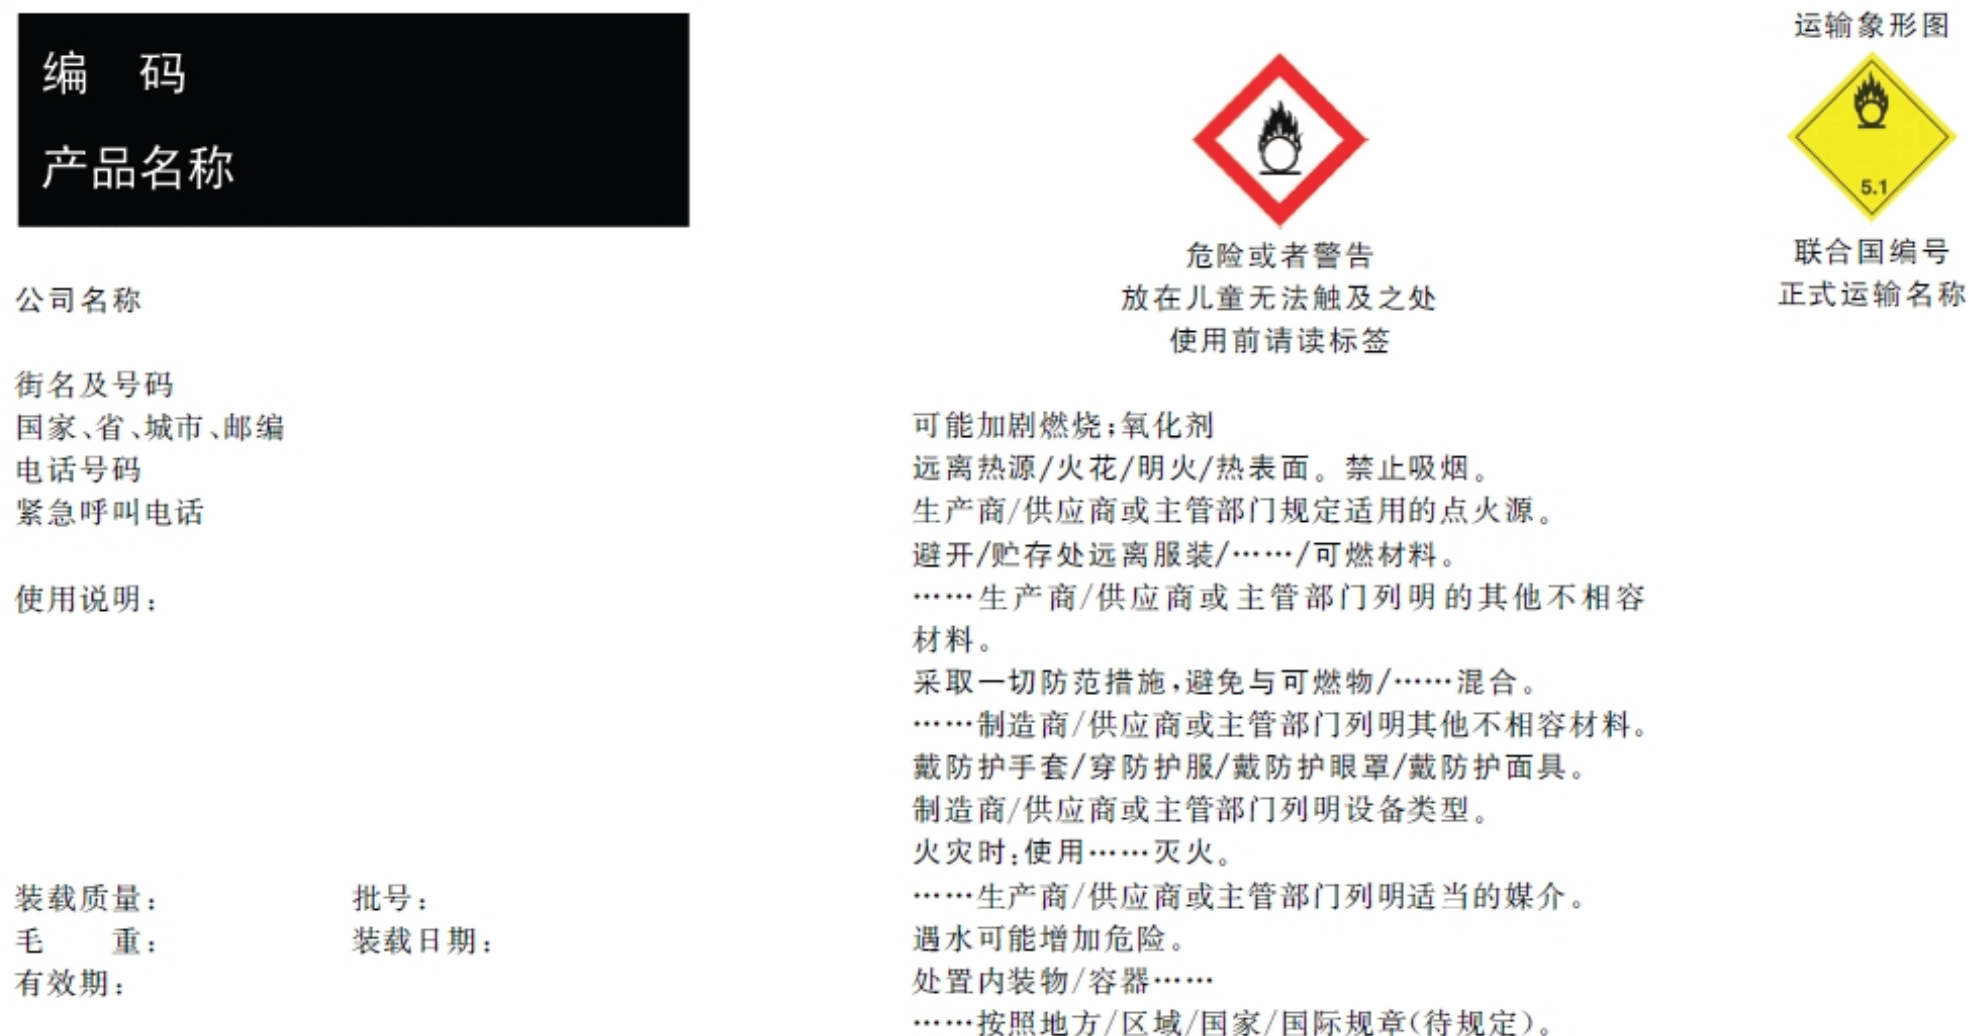 编 码
产品名称
公司名称
街名及号码
国家、省、城市、邮编
电话号码
紧急呼叫电话
使用说明：
装载质量： 批号：
毛 重： 装载日期：
有效期：
危险或者警告
放在儿童无法触及之处
使用前请读标签
可能加剧燃烧；氧化剂
远离热源/火花/明火/热表面。禁止吸烟。
生产商/供应商或主管部门规定适用的点火源。
避开/贮存处远离服装/……/可燃材料。
……生产商/供应商或主管部门列明的其他不相容
材料。
采取一切防范措施，避免与可燃物/……混合。
……制造商/供应商或主管部门列明其他不相容材料。
戴防护手套/穿防护服/戴防护眼罩/戴防护面具。
制造商/供应商或主管部门列明设备类型。
火灾时：使用……灭火。
……生产商/供应商或主管部门列明适当的媒介。
遇水可能增加危险。
处置内装物/容器……
……按照地方/区域/国家/国际规章（待规定）。
运输象形图
5.1
联合国编号
正式运输名称